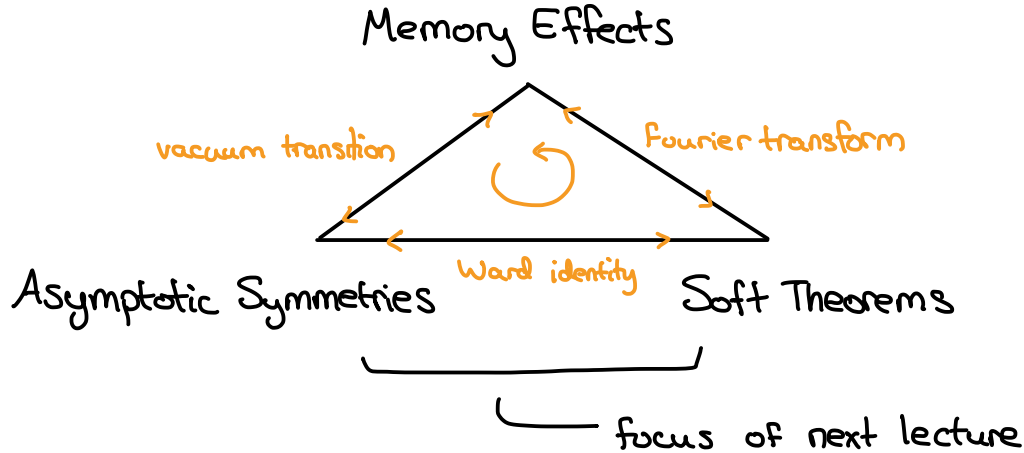 Memory Effects
vacuum transition
Fourier transform
Ward identity
Asymptotic Symmetries
Soft Theorems
focus of next lecture